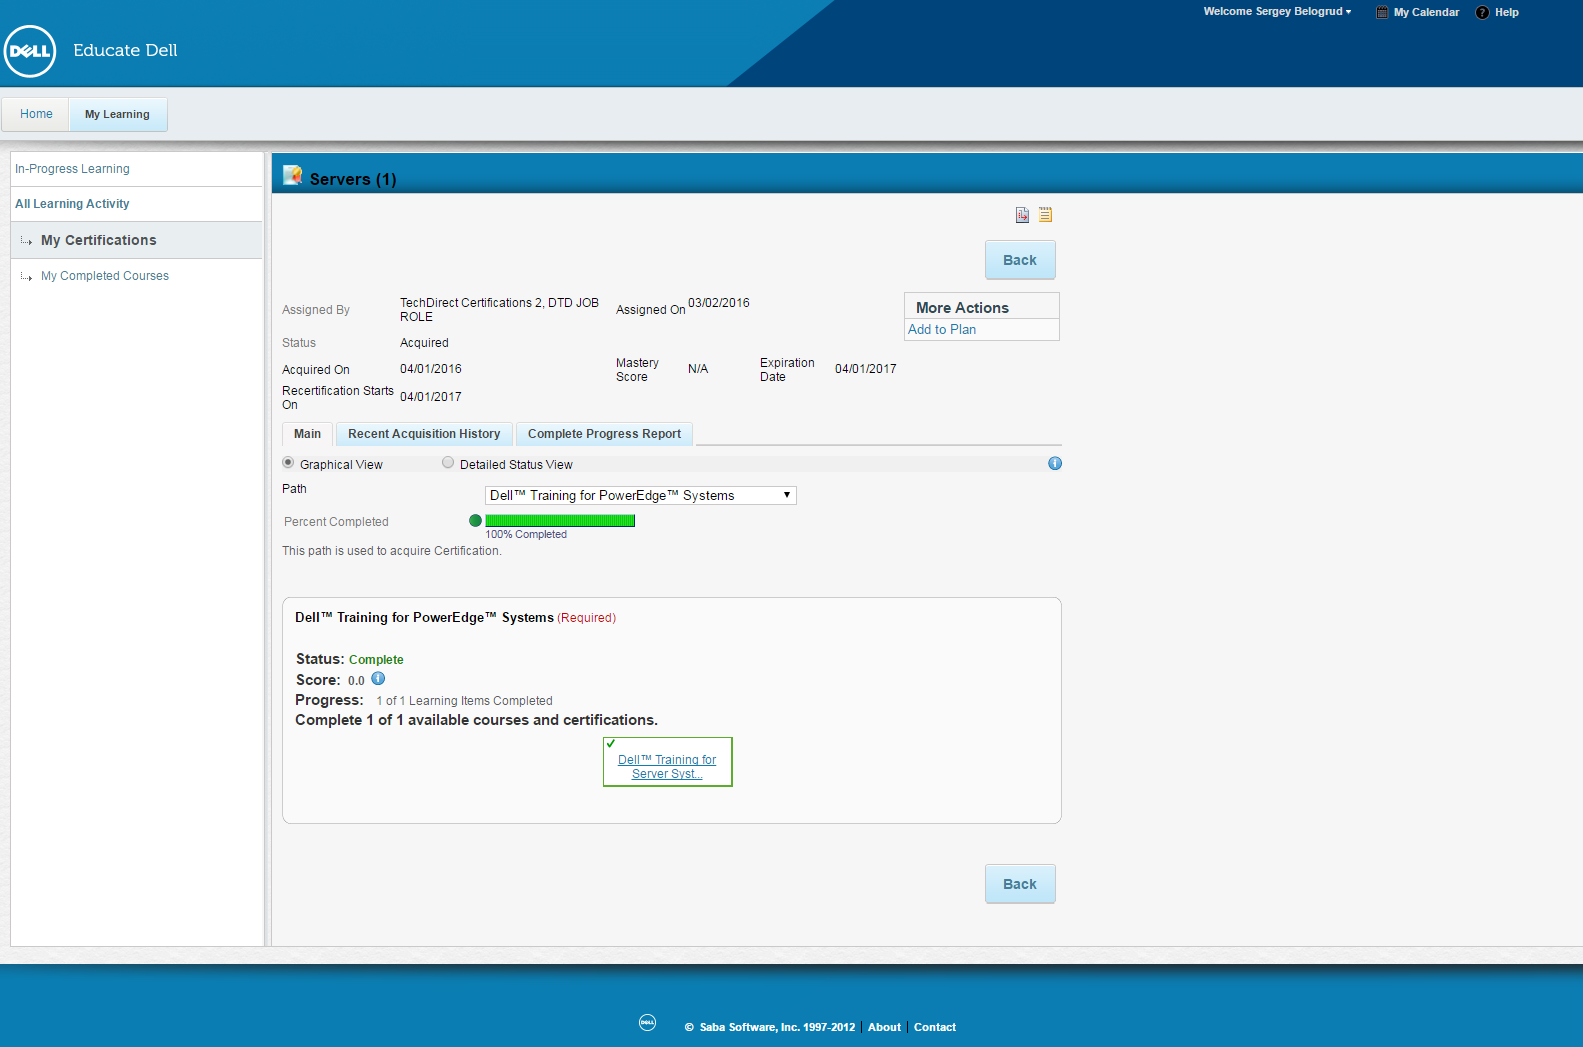 Welcome Sergey Belogrud
My Calendar
? Help
DELL
Educate Dell
Home
My Learning
In-Progress Learning
All Learning Activity
My Certifications
My Completed Courses
Servers (1)
Back
Assigned By
TechDirect Certifications 2, DTD JOB
ROLE
Assigned On
03/02/2016
More Actions
Add to Plan
Status
Acquired
Acquired On
04/01/2016
Mastery
Score
N/A
Expiration
Date
04/01/2017
Recertification Starts
On
04/01/2017
Main
Recent Acquisition History
Complete Progress Report
Graphical View
Detailed Status View
i
Path
Dell™ Training for PowerEdge™ Systems
Percent Completed
100% Completed
This path is used to acquire Certification.
Dell™ Training for PowerEdge™ Systems (Required)
Status: Complete
Score: 0.0 i
Progress: 1 of 1 Learning Items Completed
Complete 1 of 1 available courses and certifications.
Dell™ Training for
Server Syst...
Back
DELL
© Saba Software, Inc. 1997-2012 | About | Contact